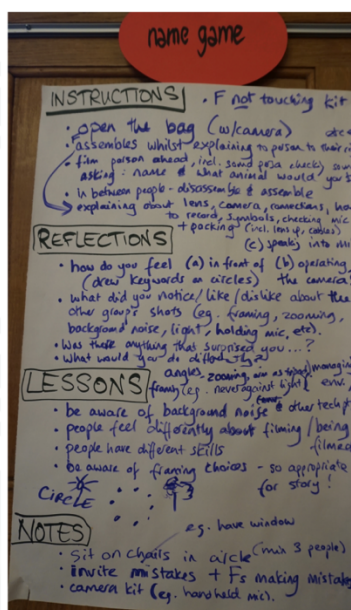 name game
INSTRUCTIONS
• F not touching kit
• open the bag (w/camera)
• F assembles whilst explaining to person to their
• film person ahead, incl. sound check
asking: name & what animal would you
• In between people - disassemble & assemble
explaining about lens, camera, connections, how
to record, symbols, checking mic
+ packing (incl. lens up, cables)
REFLECTIONS
(c) speaking into mic
• how do you feel (a) in front of (b) operating
(drew keywords on circles) the camera?
• what did you notice/like/dislike about the
other group's shots (eg. framing, zooming,
background noise, light, holding mic, etc).
• Was there anything that surprised you...?
• What would you do differently?
angles, zooming, managing
LESSONS
framing (eg. never against light) env.
• be aware of background noise & other tech
• people feel differently about filming / being
filmed
• people have different skills
• be aware of framing choices - so appropriate
for story!
CIRCLE
eg. have window
NOTES
• sit on chairs in circle (min 3 people)
• invite mistakes + Fs making mistakes
• camera kit (eg. handheld mic).